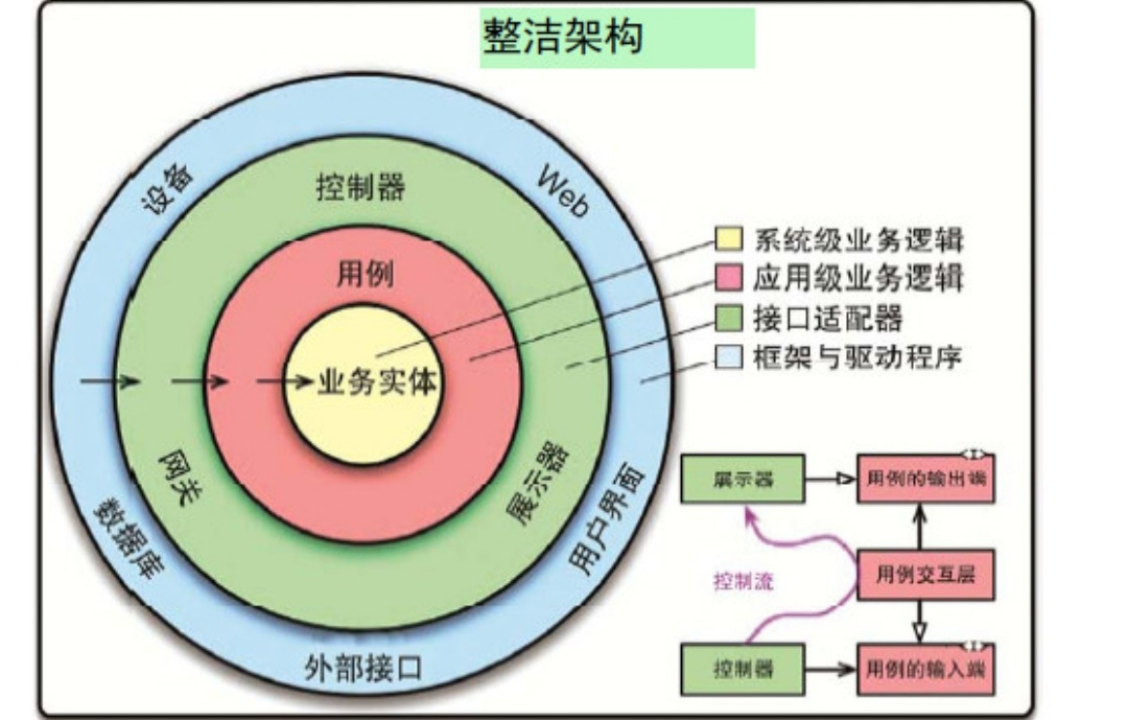 整洁架构
设备
控制器
Web
用例
业务实体
网关
展示器
数据库
用户界面
外部接口
系统级业务逻辑
应用级业务逻辑
接口适配器
框架与驱动程序
展示器
用例的输出端
控制流
用例交互层
控制器
用例的输入端